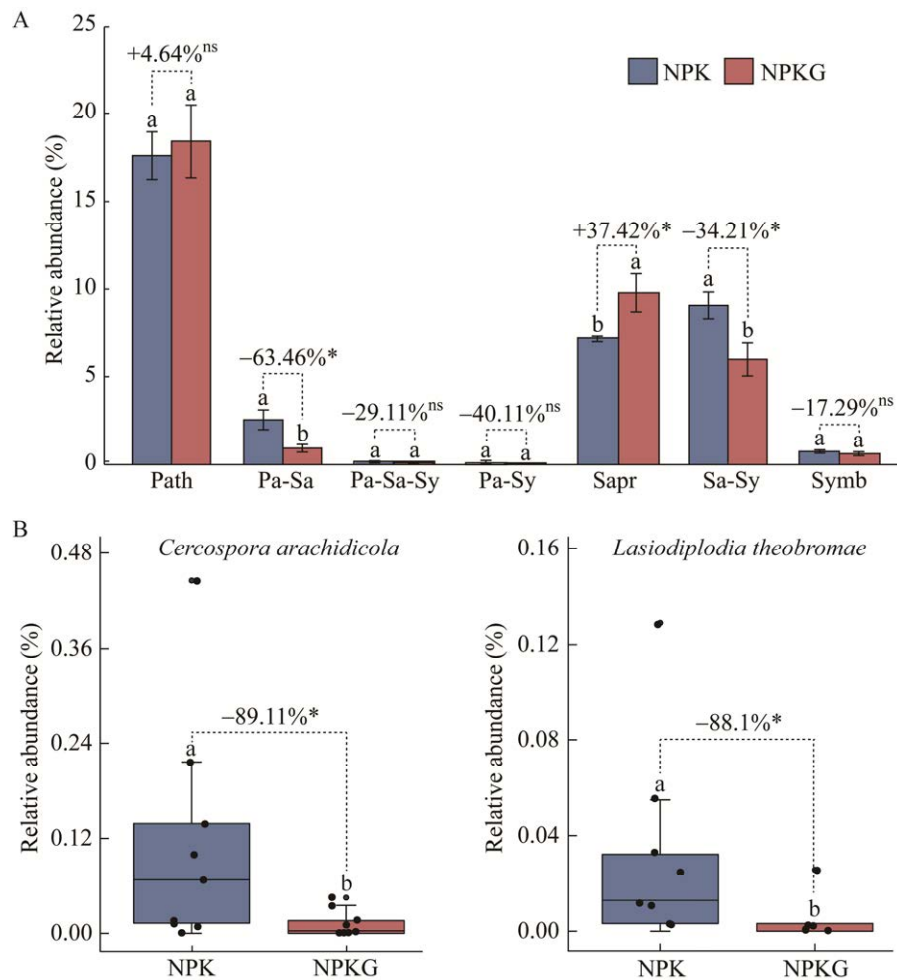 A
Relative abundance (%)
25
20
15
10
5
0
NPK NPKG
+4.64%ns
a a
−63.46%*
a b
−29.11%ns
a a
−40.11%ns
a a
+37.42%*
b a
−34.21%*
a b
−17.29%ns
a a
Path Pa-Sa Pa-Sa-Sy Pa-Sy Sapr Sa-Sy Symb
B
Cercospora arachidicola
Relative abundance (%)
0.48
0.36
0.24
0.12
0.00
−89.11%*
a
b
NPK NPKG
Lasiodiplodia theobromae
Relative abundance (%)
0.16
0.12
0.08
0.04
0.00
−88.1%*
a
b
NPK NPKG